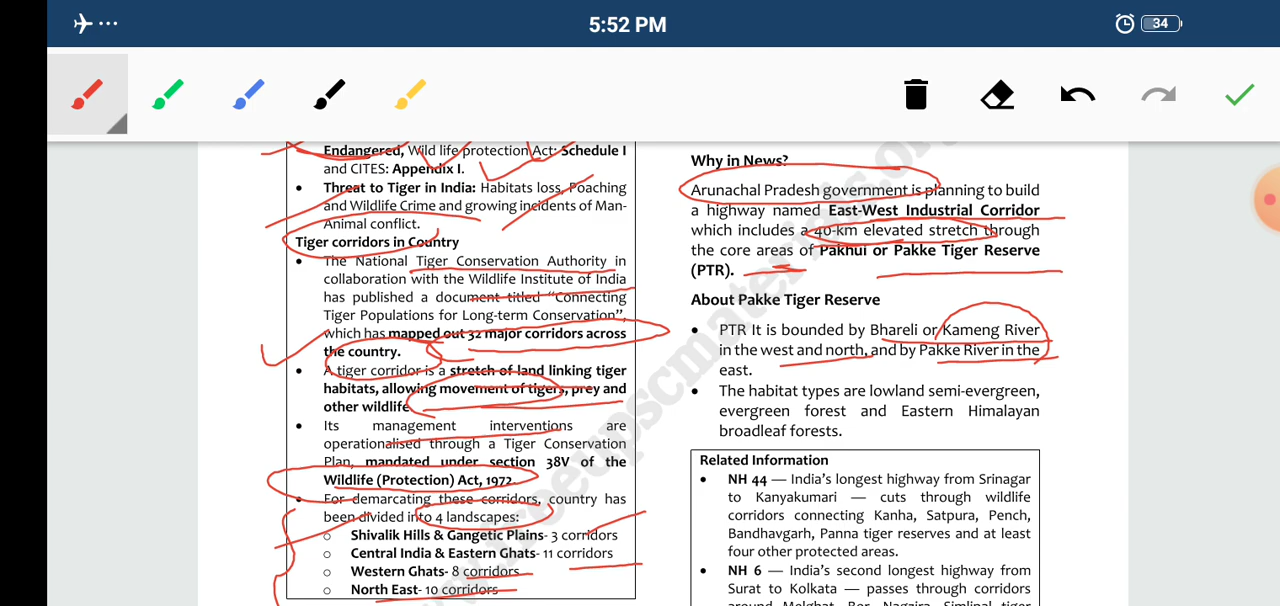 5:52 PM
34
Endangered, Wild life protection Act: Schedule I
and CITES: Appendix I.
• Threat to Tiger in India: Habitats loss, Poaching
and Wildlife Crime and growing incidents of Man-
Animal conflict.
Tiger corridors in Country
• The National Tiger Conservation Authority in
collaboration with the Wildlife Institute of India
has published a document titled “Connecting
Tiger Populations for Long-term Conservation”,
which has mapped out 32 major corridors across
the country.
• A tiger corridor is a stretch of land linking tiger
habitats, allowing movement of tigers, prey and
other wildlife
• Its management interventions are
operationalised through a Tiger Conservation
Plan, mandated under section 38V of the
Wildlife (Protection) Act, 1972.
• For demarcating these corridors, country has
been divided into 4 landscapes:
o Shivalik Hills & Gangetic Plains- 3 corridors
o Central India & Eastern Ghats- 11 corridors
o Western Ghats- 8 corridors
o North East- 10 corridors
Why in News?
Arunachal Pradesh government is planning to build
a highway named East-West Industrial Corridor
which includes a 40-km elevated stretch through
the core areas of Pakhui or Pakke Tiger Reserve
(PTR).
About Pakke Tiger Reserve
• PTR It is bounded by Bhareli or Kameng River
in the west and north, and by Pakke River in the
east.
• The habitat types are lowland semi-evergreen,
evergreen forest and Eastern Himalayan
broadleaf forests.
Related Information
• NH 44 — India’s longest highway from Srinagar
to Kanyakumari — cuts through wildlife
corridors connecting Kanha, Satpura, Pench,
Bandhavgarh, Panna tiger reserves and at least
four other protected areas.
• NH 6 — India’s second longest highway from
Surat to Kolkata — passes through corridors
around Melghat, Bor, Nagzira, Similipal tiger